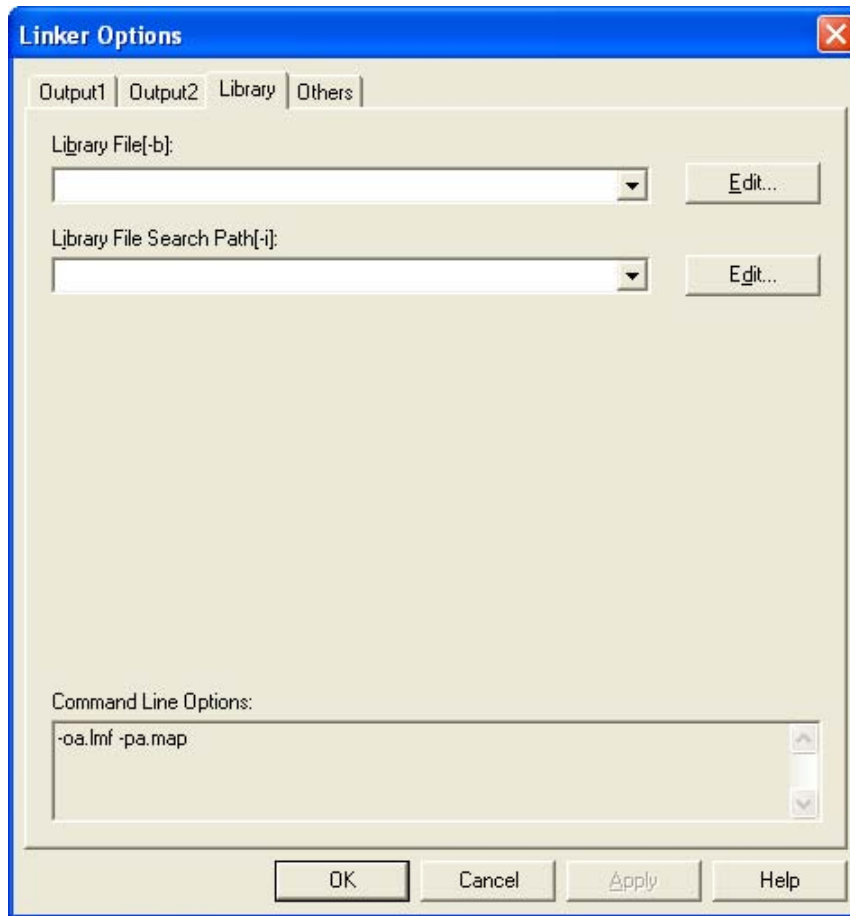 Linker Options
Output1 Output2 Library Others
Library File[-b]:
Edit...
Library File Search Path[-i]:
Edit...
Command Line Options:
-oa.lmf -pa.map
OK Cancel Apply Help